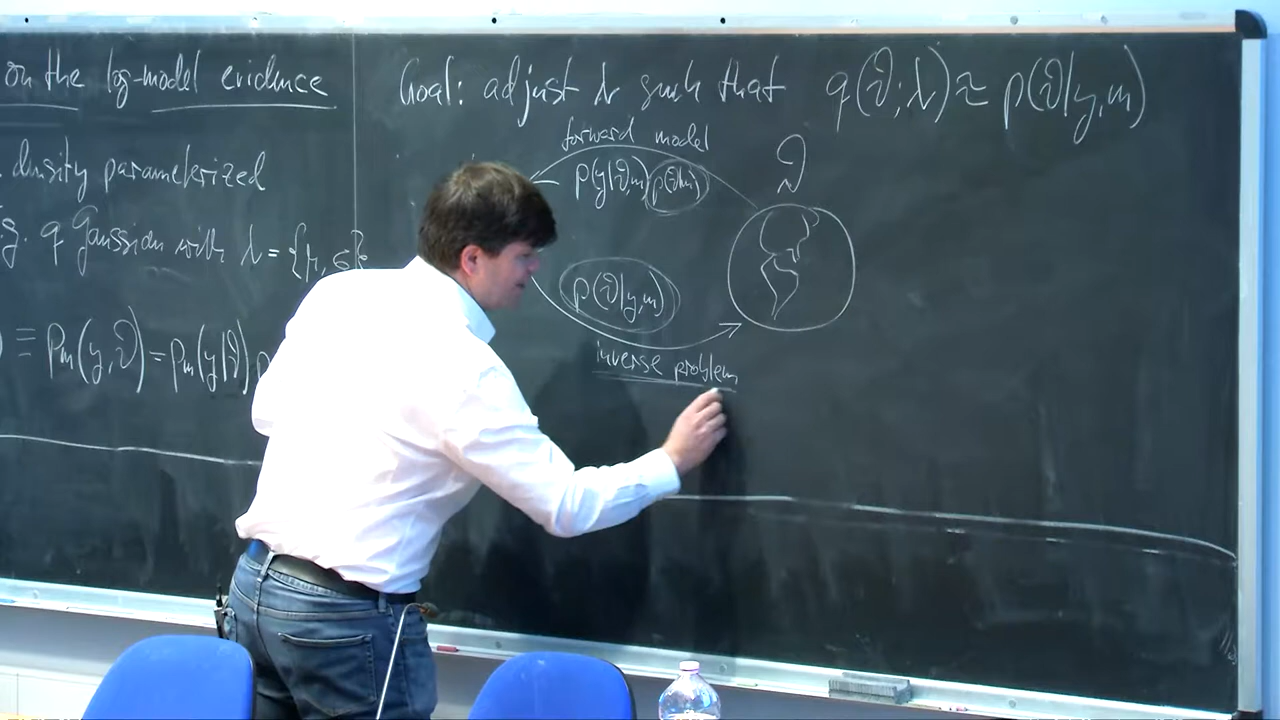 on the log-model evidence
density parameterized
g. q Gaussian with λ = {μ, σ}
) ≡ pm(y, ϑ) = pm(y|ϑ) p
Goal: adjust λ such that q(ϑ; λ) ≈ p(ϑ|y, m)
forward model
p(y|ϑ,m) p(ϑ|m)
ϑ
p(ϑ|y, m)
inverse problem